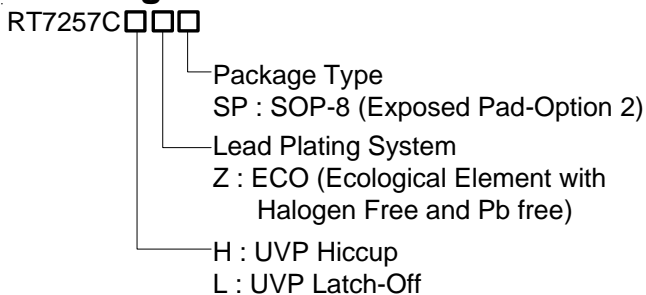 RT7257C□□□
Package Type
SP : SOP-8 (Exposed Pad-Option 2)
Lead Plating System
Z : ECO (Ecological Element with
Halogen Free and Pb free)
H : UVP Hiccup
L : UVP Latch-Off